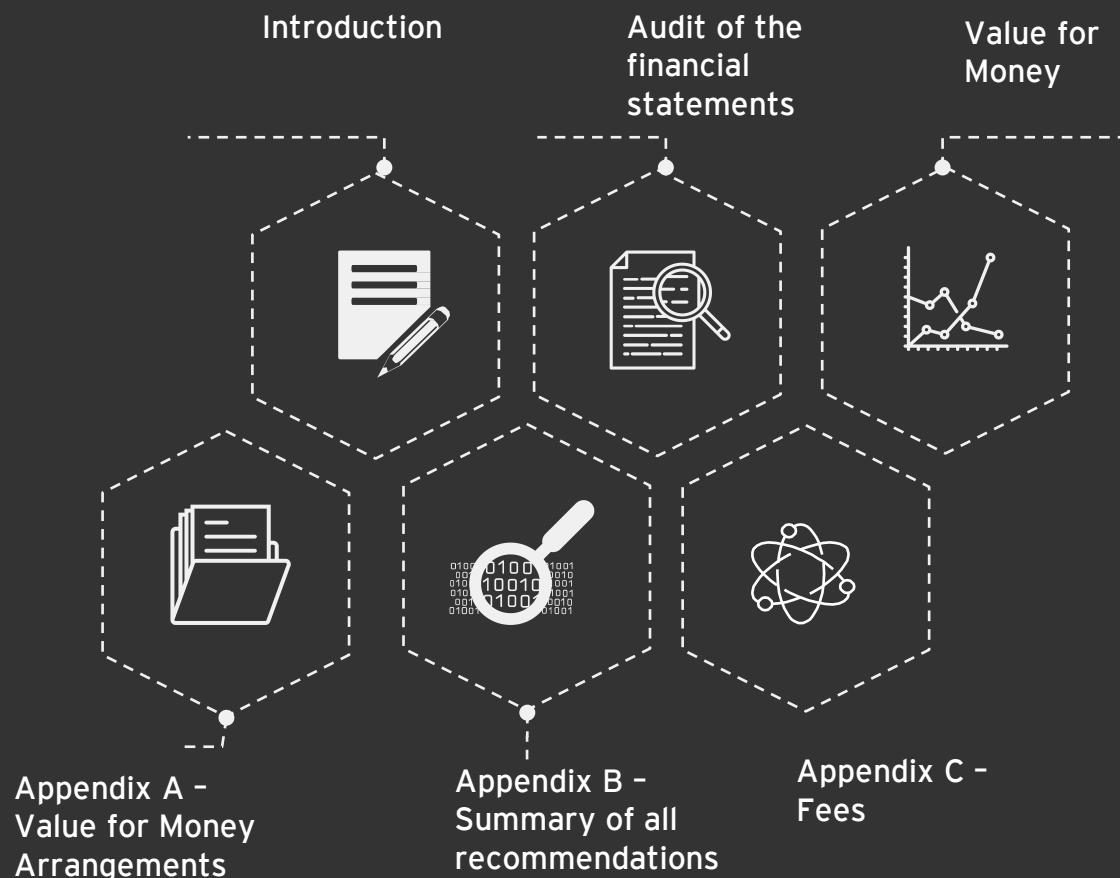 Introduction
Audit of the
financial
statements
Value for
Money
Appendix A –
Value for Money
Arrangements
Appendix B –
Summary of all
recommendations
Appendix C –
Fees